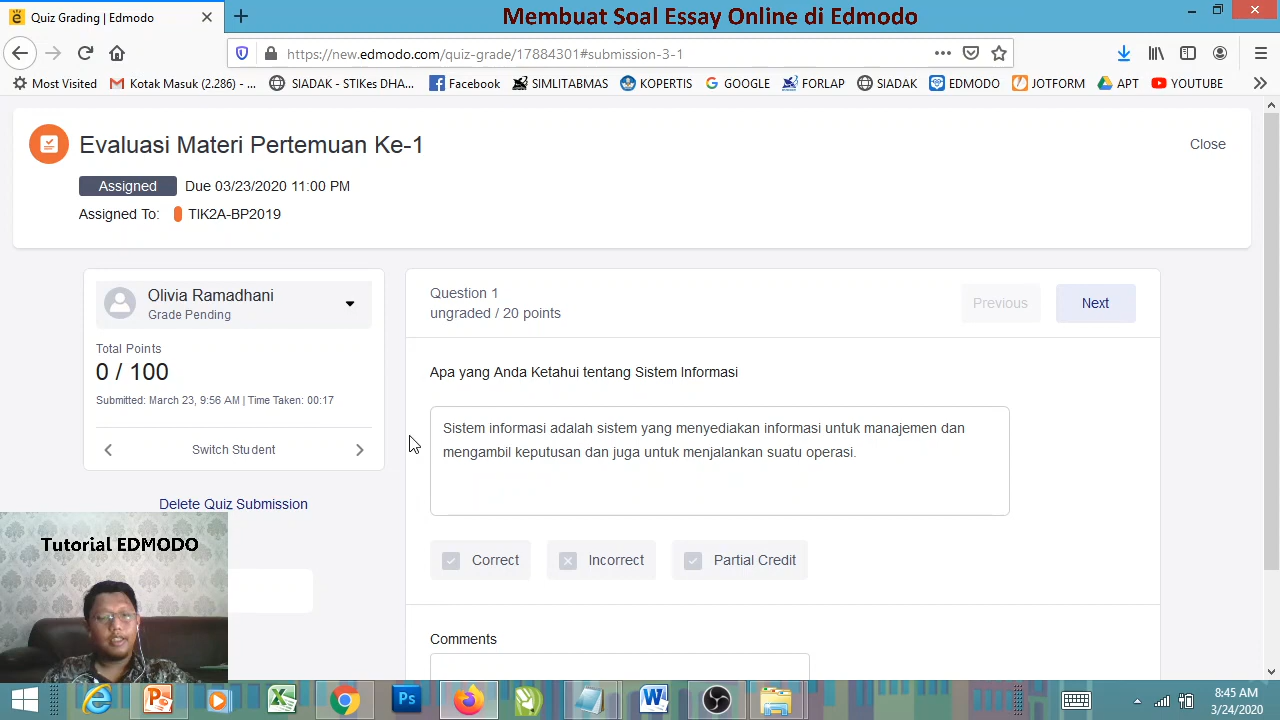 Quiz Grading | Edmodo
Membuat Soal Essay Online di Edmodo
https://new.edmodo.com/quiz-grade/17884301#submission-3-1
Most Visited
Kotak Masuk (2.286) - ...
SIADAK - STIKes DHA...
Facebook
SIMLITABMAS
KOPERTIS
GOOGLE
FORLAP
SIADAK
EDMODO
JOTFORM
APT
YOUTUBE
Evaluasi Materi Pertemuan Ke-1
Close
Assigned Due 03/23/2020 11:00 PM
Assigned To: TIK2A-BP2019
Olivia Ramadhani
Grade Pending
Total Points
0 / 100
Submitted: March 23, 9:56 AM | Time Taken: 00:17
Switch Student
Delete Quiz Submission
Question 1
ungraded / 20 points
Previous
Next
Apa yang Anda Ketahui tentang Sistem Informasi
Sistem informasi adalah sistem yang menyediakan informasi untuk manajemen dan
mengambil keputusan dan juga untuk menjalankan suatu operasi.
Correct
Incorrect
Partial Credit
Comments
Tutorial EDMODO
Ps
8:45 AM
3/24/2020